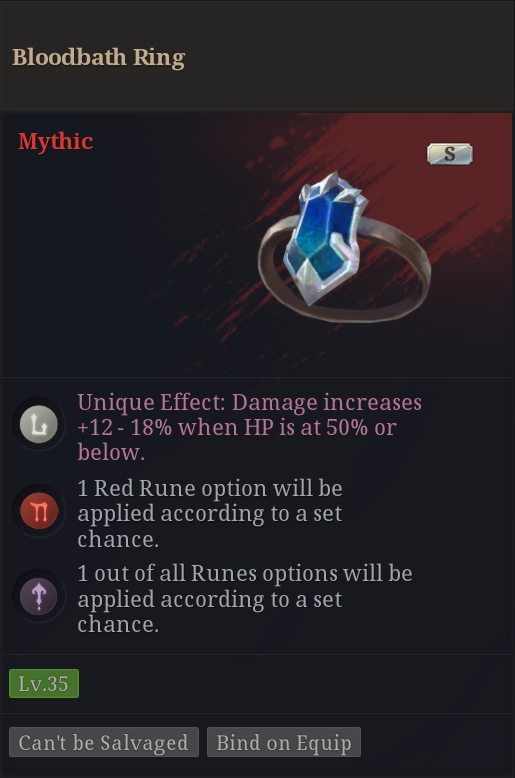 Bloodbath Ring
Mythic
S
Unique Effect: Damage increases
+12 - 18% when HP is at 50% or
below.
1 Red Rune option will be
applied according to a set
chance.
1 out of all Runes options will be
applied according to a set
chance.
Lv.35
Can't be Salvaged
Bind on Equip